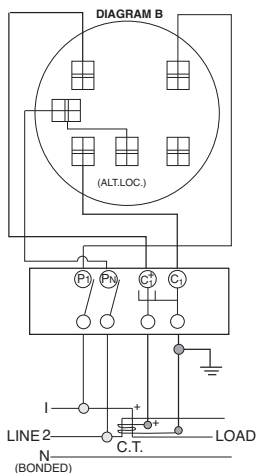 DIAGRAM B
(ALT.LOC.)
P1 PN C1+ C1
I +
+
LINE 2 LOAD
C.T.
N
(BONDED)